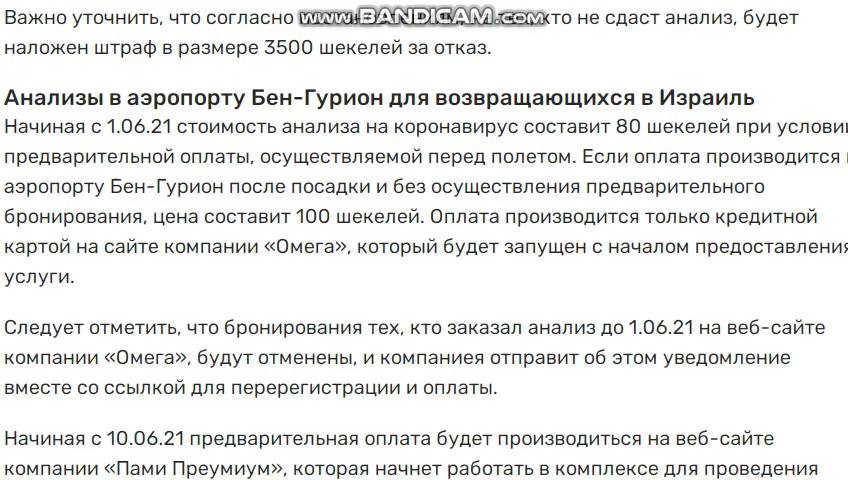 Важно уточнить, что согласно www.BANDICAM.com кто не сдаст анализ, будет
наложен штраф в размере 3500 шекелей за отказ.
Анализы в аэропорту Бен-Гурион для возвращающихся в Израиль
Начиная с 1.06.21 стоимость анализа на коронавирус составит 80 шекелей при услови
предварительной оплаты, осуществляемой перед полетом. Если оплата производится
аэропорту Бен-Гурион после посадки и без осуществления предварительного
бронирования, цена составит 100 шекелей. Оплата производится только кредитной
картой на сайте компании «Омега», который будет запущен с началом предоставления
услуги.
Следует отметить, что бронирования тех, кто заказал анализ до 1.06.21 на веб-сайте
компании «Омега», будут отменены, и компаниея отправит об этом уведомление
вместе со ссылкой для перерегистрации и оплаты.
Начиная с 10.06.21 предварительная оплата будет производиться на веб-сайте
компании «Пами Преумиум», которая начнет работать в комплексе для проведения